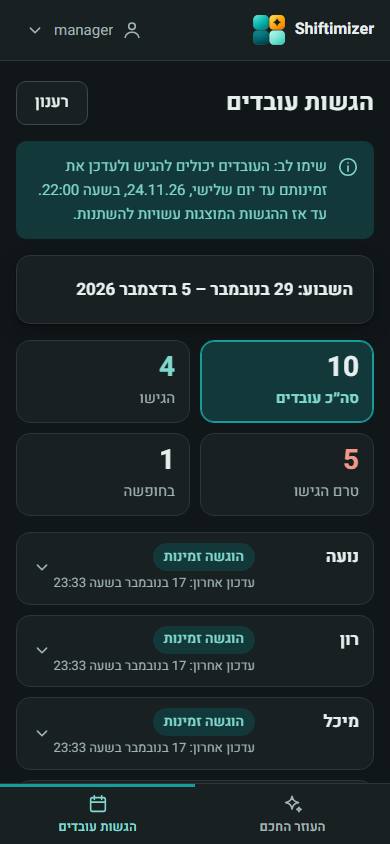 Shiftimizer
manager
הגשות עובדים
רענון
שימו לב: העובדים יכולים להגיש ולעדכן את
זמינותם עד יום שלישי, 24.11.26, בשעה 22:00.
עד אז ההגשות המוצגות עשויות להשתנות.
השבוע: 29 בנובמבר – 5 בדצמבר 2026
10
סה״כ עובדים
4
הגישו
5
טרם הגישו
1
בחופשה
נועה
הוגשה זמינות
עדכון אחרון: 17 בנובמבר בשעה 23:33
רון
הוגשה זמינות
עדכון אחרון: 17 בנובמבר בשעה 23:33
מיכל
הוגשה זמינות
עדכון אחרון: 17 בנובמבר בשעה 23:33
העוזר החכם
הגשות עובדים